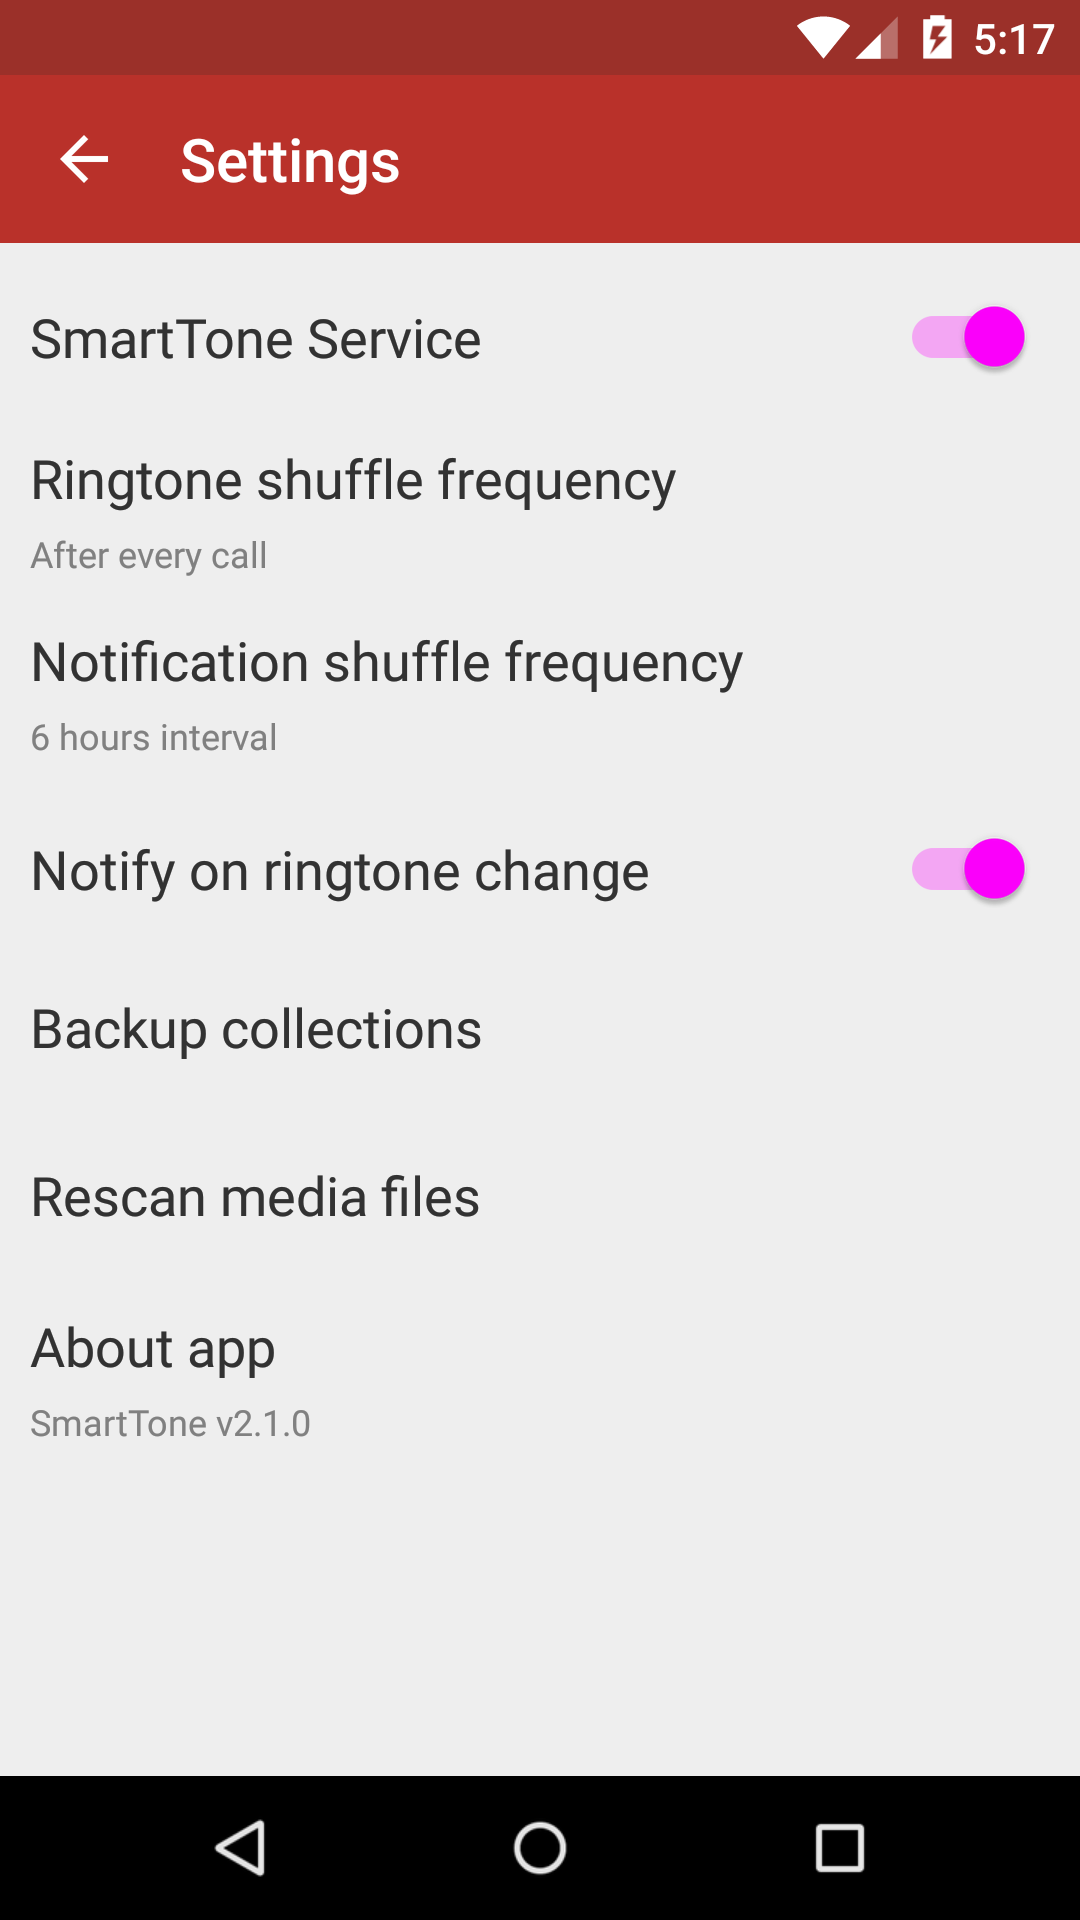 5:17
Settings
SmartTone Service
Ringtone shuffle frequency
After every call
Notification shuffle frequency
6 hours interval
Notify on ringtone change
Backup collections
Rescan media files
About app
SmartTone v2.1.0